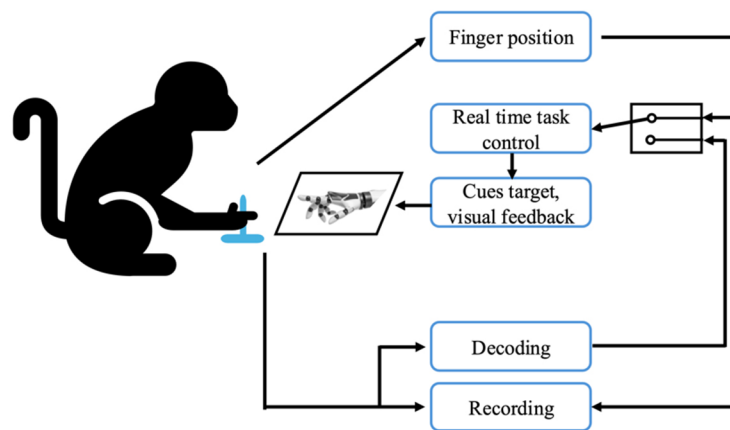 Finger position
Real time task
control
Cues target,
visual feedback
Decoding
Recording